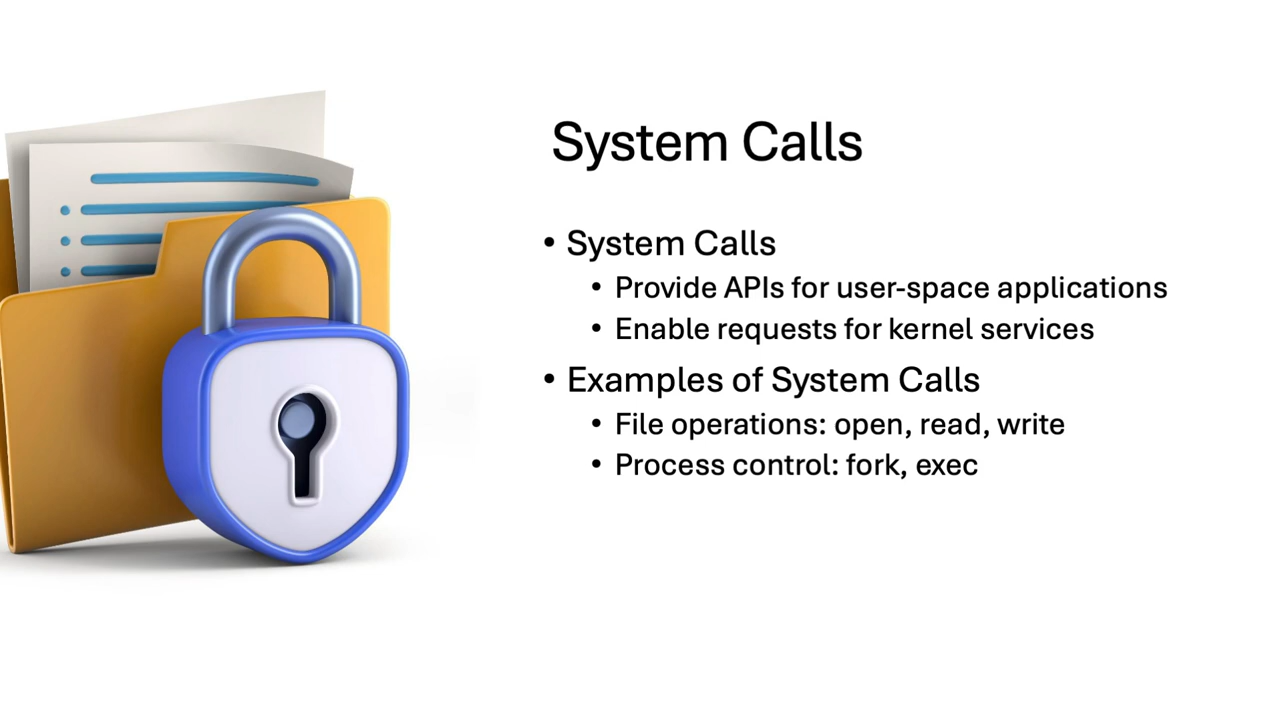 System Calls
• System Calls
• Provide APIs for user-space applications
• Enable requests for kernel services
• Examples of System Calls
• File operations: open, read, write
• Process control: fork, exec